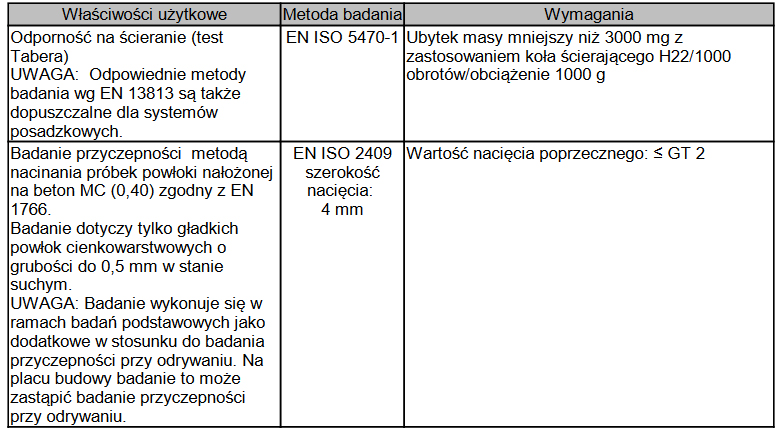 Właściwości użytkowe
Metoda badania
Wymagania
Odporność na ścieranie (test
Tabera)
UWAGA:  Odpowiednie metody
badania wg EN 13813 są także
dopuszczalne dla systemów
posadzkowych.
EN ISO 5470-1
Ubytek masy mniejszy niż 3000 mg z
zastosowaniem koła ścierającego H22/1000
obrotów/obciążenie 1000 g
Badanie przyczepności  metodą
nacinania próbek powłoki nałożonej
na beton MC (0,40) zgodny z EN
1766.
Badanie dotyczy tylko gładkich
powłok cienkowarstwowych o
grubości do 0,5 mm w stanie
suchym.
UWAGA: Badanie wykonuje się w
ramach badań podstawowych jako
dodatkowe w stosunku do badania
przyczepności przy odrywaniu. Na
placu budowy badanie to może
zastąpić badanie przyczepności
przy odrywaniu.
EN ISO 2409
szerokość
nacięcia:
4 mm
Wartość nacięcia poprzecznego: ≤ GT 2